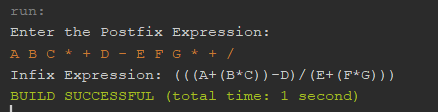 run:
Enter the Postfix Expression:
A B C * + D - E F G * + /
Infix Expression: (((A+(B*C))-D)/(E+(F*G)))
BUILD SUCCESSFUL (total time: 1 second)